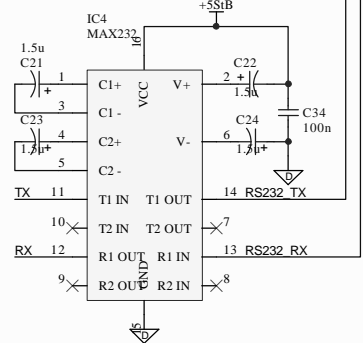 +5StB
IC4
MAX232
1.5u
C21
16
1 C1+ VCC V+ 2
C22
1.5u
3 C1 -
C34
100n
C23
4 C2+ V- 6
C24
1.5u
1.5u
5 C2 -
D
TX 11 T1 IN T1 OUT 14 RS232_TX
10 T2 IN T2 OUT 7
RX 12 R1 OUT R1 IN 13 RS232_RX
9 R2 OUT GND R2 IN 8
15
D